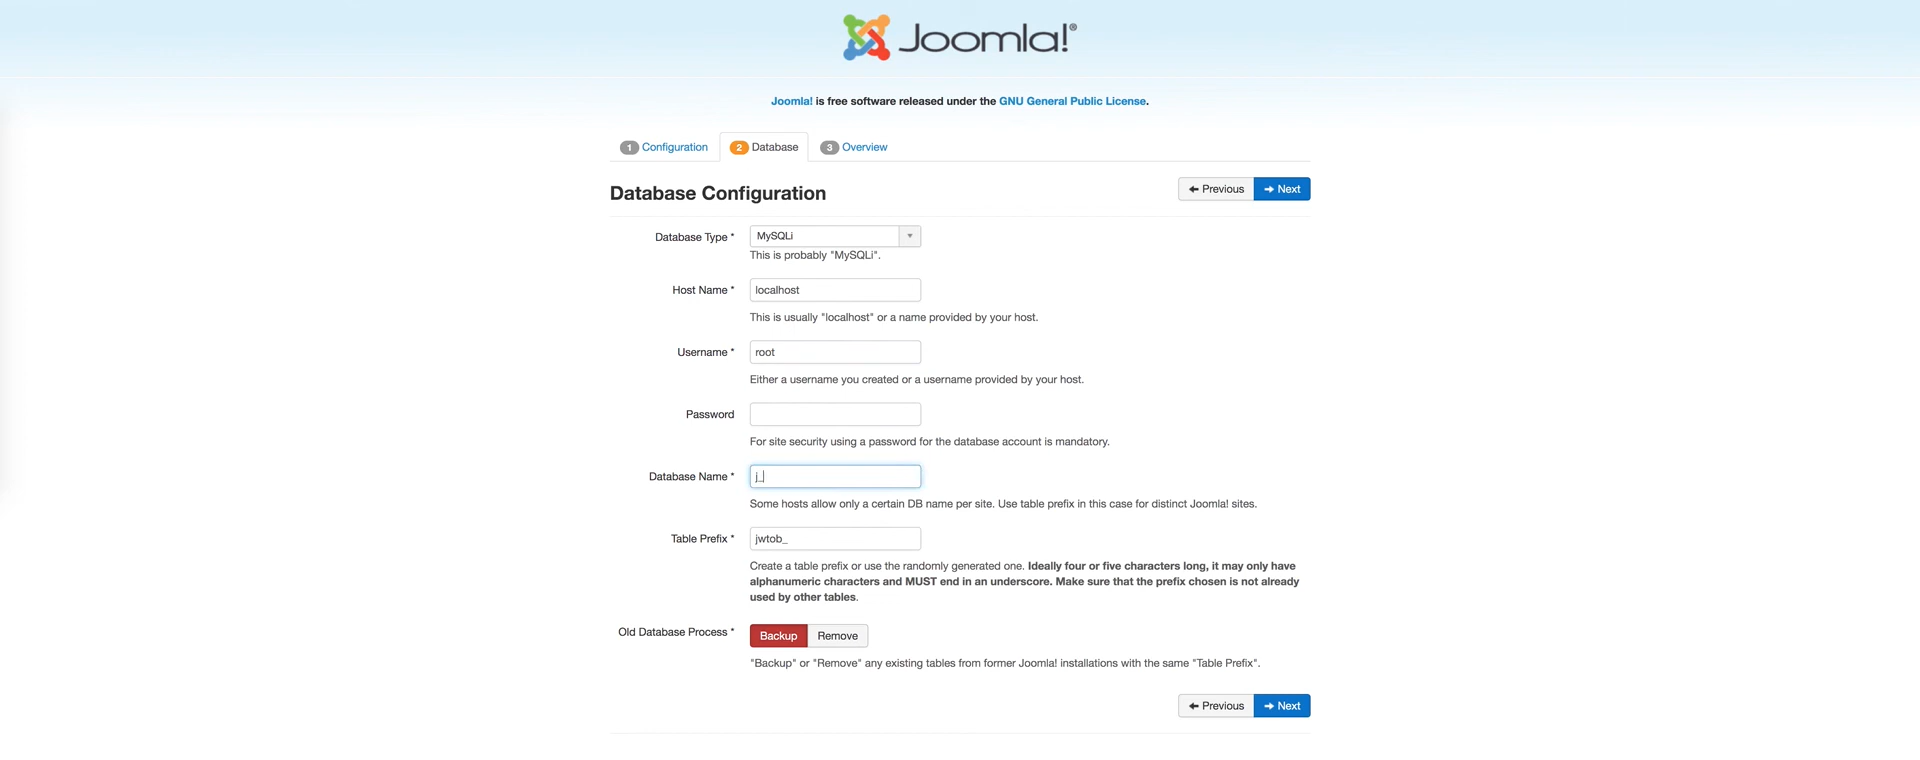 Joomla!®
Joomla! is free software released under the GNU General Public License.
1 Configuration
2 Database
3 Overview
Database Configuration
Previous
Next
Database Type *
MySQLi
This is probably "MySQLi".
Host Name *
localhost
This is usually "localhost" or a name provided by your host.
Username *
root
Either a username you created or a username provided by your host.
Password
For site security using a password for the database account is mandatory.
Database Name *
j_
Some hosts allow only a certain DB name per site. Use table prefix in this case for distinct Joomla! sites.
Table Prefix *
jwtob_
Create a table prefix or use the randomly generated one. Ideally four or five characters long, it may only have
alphanumeric characters and MUST end in an underscore. Make sure that the prefix chosen is not already
used by other tables.
Old Database Process *
Backup
Remove
"Backup" or "Remove" any existing tables from former Joomla! installations with the same "Table Prefix".
Previous
Next